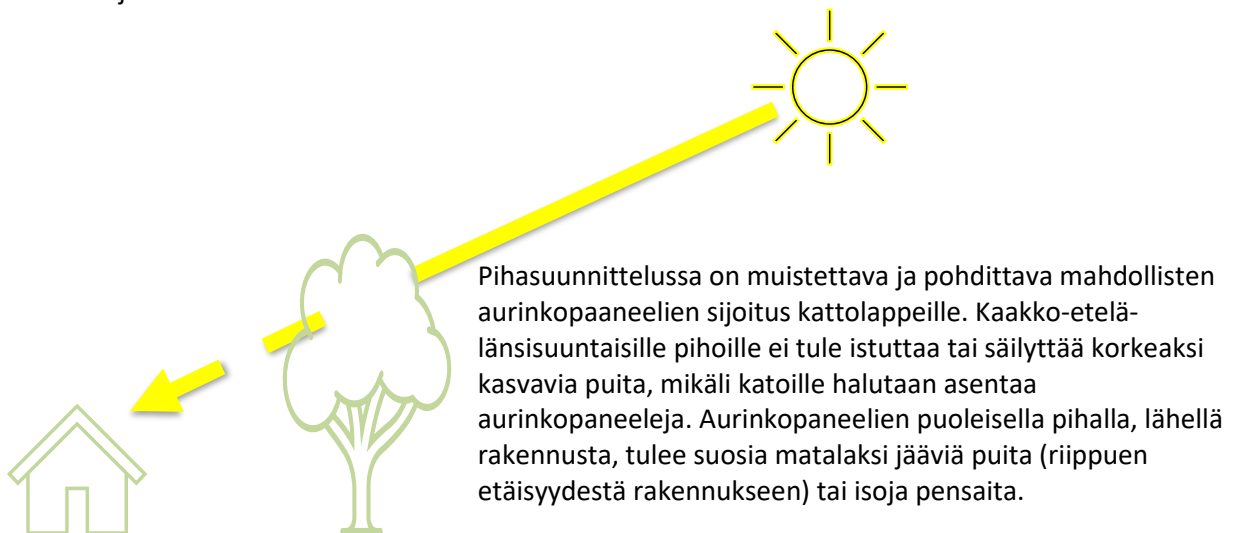 Pihasuunnittelussa on muistettava ja pohdittava mahdollisten
aurinkopaaneelien sijoitus kattolappeille. Kaakko-etelä-
länsisuuntaisille pihoille ei tule istuttaa tai säilyttää korkeaksi
kasvavia puita, mikäli katoille halutaan asentaa
aurinkopaneeleja. Aurinkopaneelien puoleisella pihalla, lähellä
rakennusta, tulee suosia matalaksi jääviä puita (riippuen
etäisyydestä rakennukseen) tai isoja pensaita.